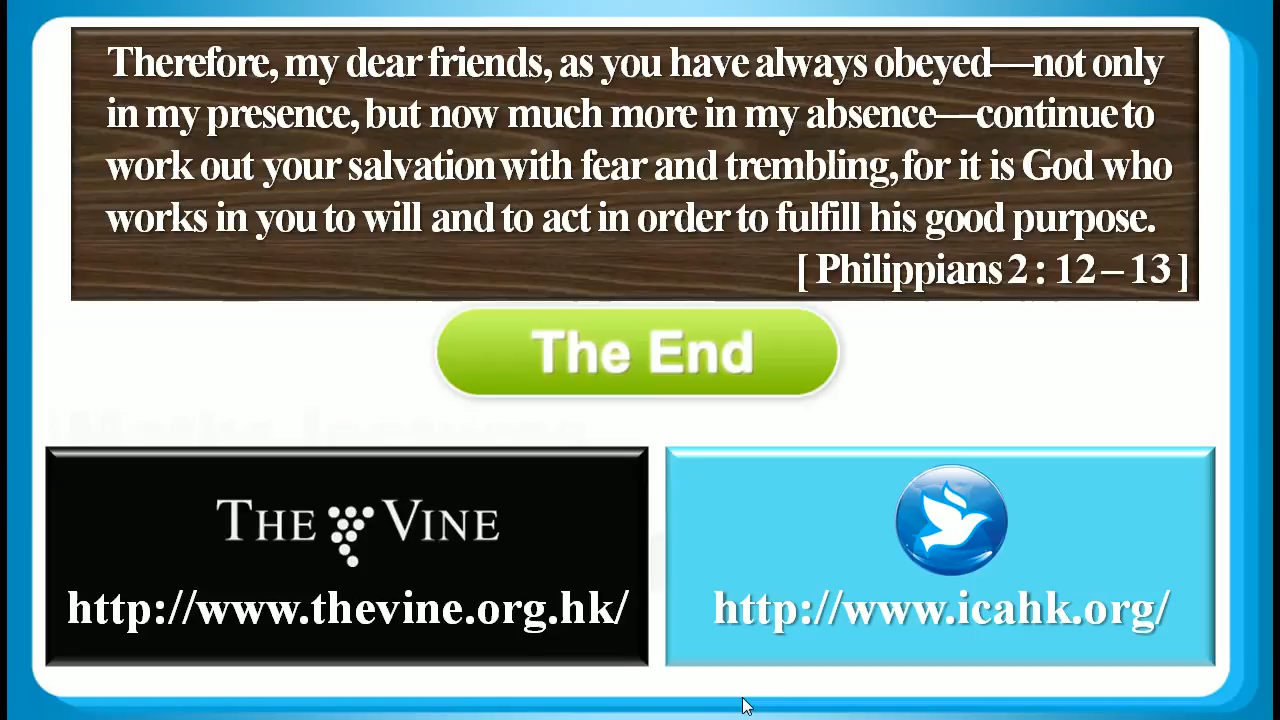 Therefore, my dear friends, as you have always obeyed—not only
in my presence, but now much more in my absence—continue to
work out your salvation with fear and trembling, for it is God who
works in you to will and to act in order to fulfill his good purpose.
[ Philippians 2 : 12 – 13 ]
The End
THE VINE
http://www.thevine.org.hk/
http://www.icahk.org/